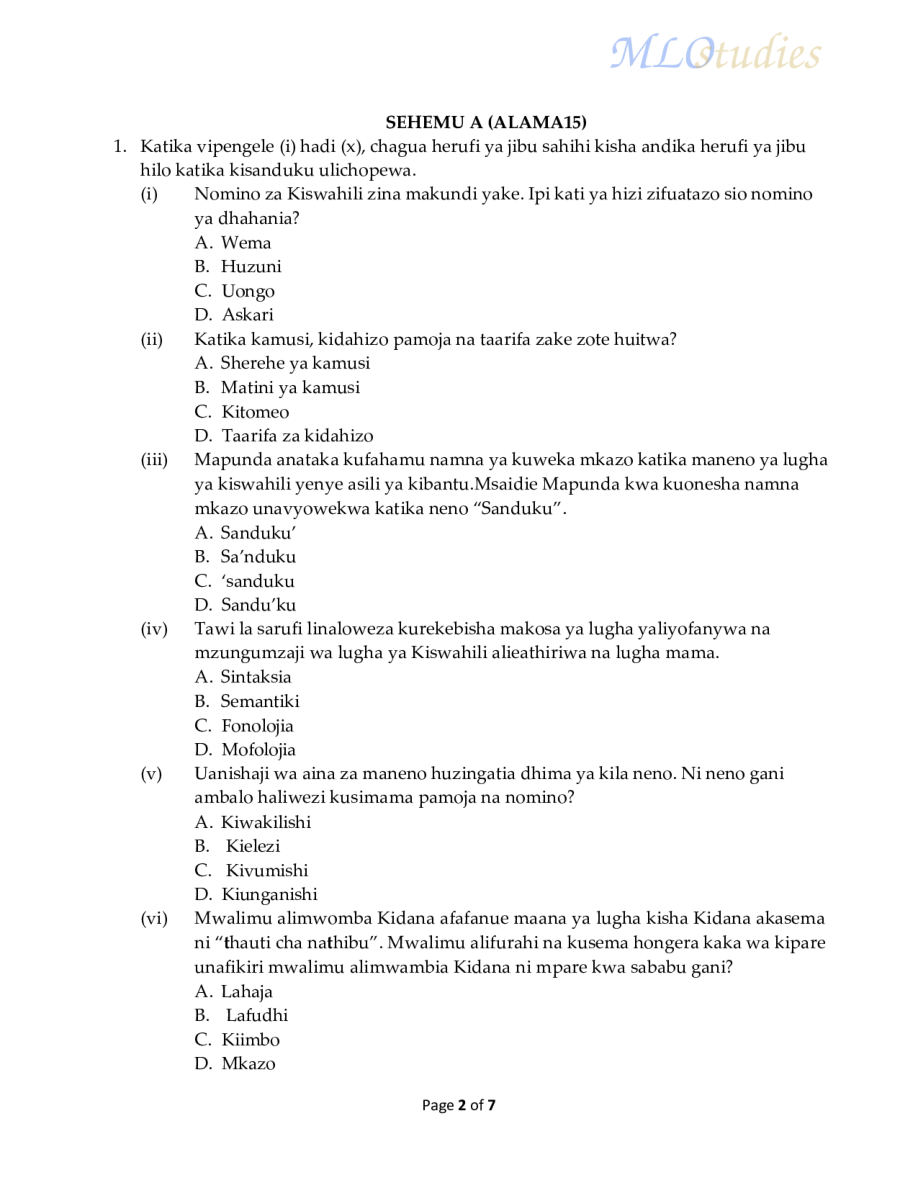 MLOstudies
SEHEMU A (ALAMA15)
1. Katika vipengele (i) hadi (x), chagua herufi ya jibu sahihi kisha andika herufi ya jibu
hilo katika kisanduku ulichopewa.
(i) Nomino za Kiswahili zina makundi yake. Ipi kati ya hizi zifuatazo sio nomino
ya dhahania?
A. Wema
B. Huzuni
C. Uongo
D. Askari
(ii) Katika kamusi, kidahizo pamoja na taarifa zake zote huitwa?
A. Sherehe ya kamusi
B. Matini ya kamusi
C. Kitomeo
D. Taarifa za kidahizo
(iii) Mapunda anataka kufahamu namna ya kuweka mkazo katika maneno ya lugha
ya kiswahili yenye asili ya kibantu.Msaidie Mapunda kwa kuonesha namna
mkazo unavyowekwa katika neno “Sanduku”.
A. Sanduku’
B. Sa’nduku
C. ‘sanduku
D. Sandu’ku
(iv) Tawi la sarufi linaloweza kurekebisha makosa ya lugha yaliyofanywa na
mzungumzaji wa lugha ya Kiswahili alieathiriwa na lugha mama.
A. Sintaksia
B. Semantiki
C. Fonolojia
D. Mofolojia
(v) Uanishaji wa aina za maneno huzingatia dhima ya kila neno. Ni neno gani
ambalo haliwezi kusimama pamoja na nomino?
A. Kiwakilishi
B. Kielezi
C. Kivumishi
D. Kiunganishi
(vi) Mwalimu alimwomba Kidana afafanue maana ya lugha kisha Kidana akasema
ni “thauti cha nathibu”. Mwalimu alifurahi na kusema hongera kaka wa kipare
unafikiri mwalimu alimwambia Kidana ni mpare kwa sababu gani?
A. Lahaja
B. Lafudhi
C. Kiimbo
D. Mkazo
Page 2 of 7